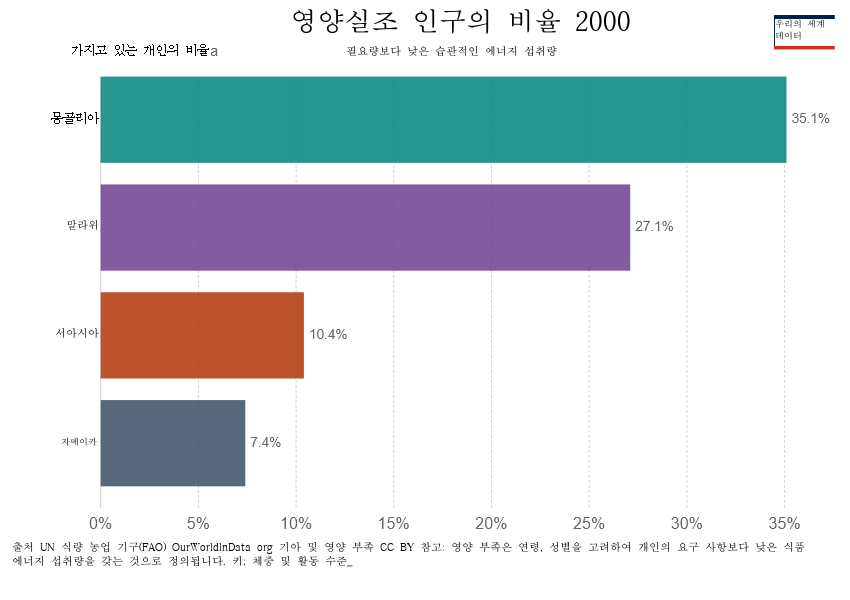 영양실조 인구의 비율 2000
우리의 세계
데이터
가지고 있는 개인의 비율a
필요량보다 낮은 습관적인 에너지 섭취량
몽골리아
35.1%
말라위
27.1%
서아시아
10.4%
자메이카
7.4%
0% 5% 10% 15% 20% 25% 30% 35%
출처 UN 식량 농업 기구(FAO) OurWorldInData org 기아 및 영양 부족 CC BY 참고: 영양 부족은 연령, 성별을 고려하여 개인의 요구 사항보다 낮은 식품
에너지 섭취량을 갖는 것으로 정의됩니다. 키; 체중 및 활동 수준_